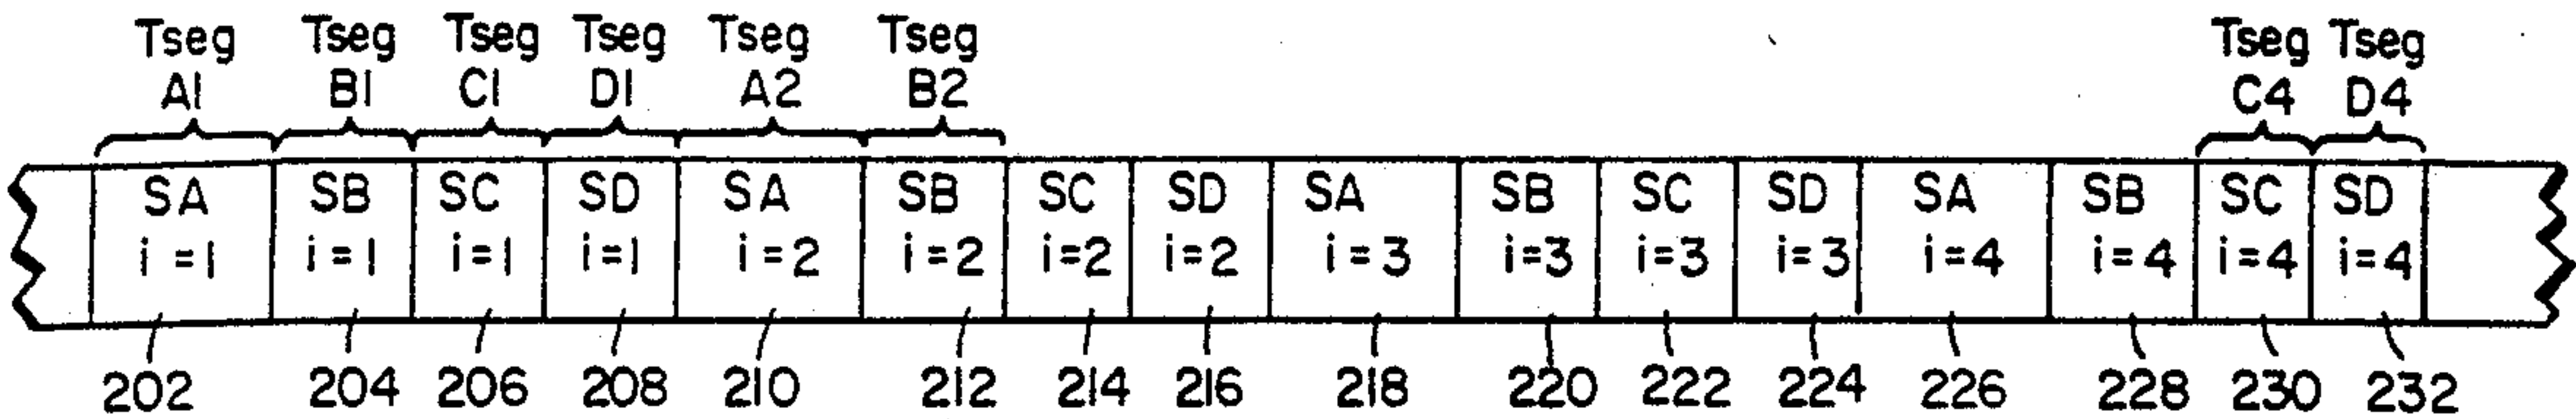 Tseg Tseg Tseg Tseg Tseg Tseg Tseg Tseg
A1 B1 C1 D1 A2 B2 C4 D4
SA SB SC SD SA SB SC SD SA SB SC SD SA SB SC SD
i=1 i=1 i=1 i=1 i=2 i=2 i=2 i=2 i=3 i=3 i=3 i=3 i=4 i=4 i=4 i=4
202 204 206 208 210 212 214 216 218 220 222 224 226 228 230 232